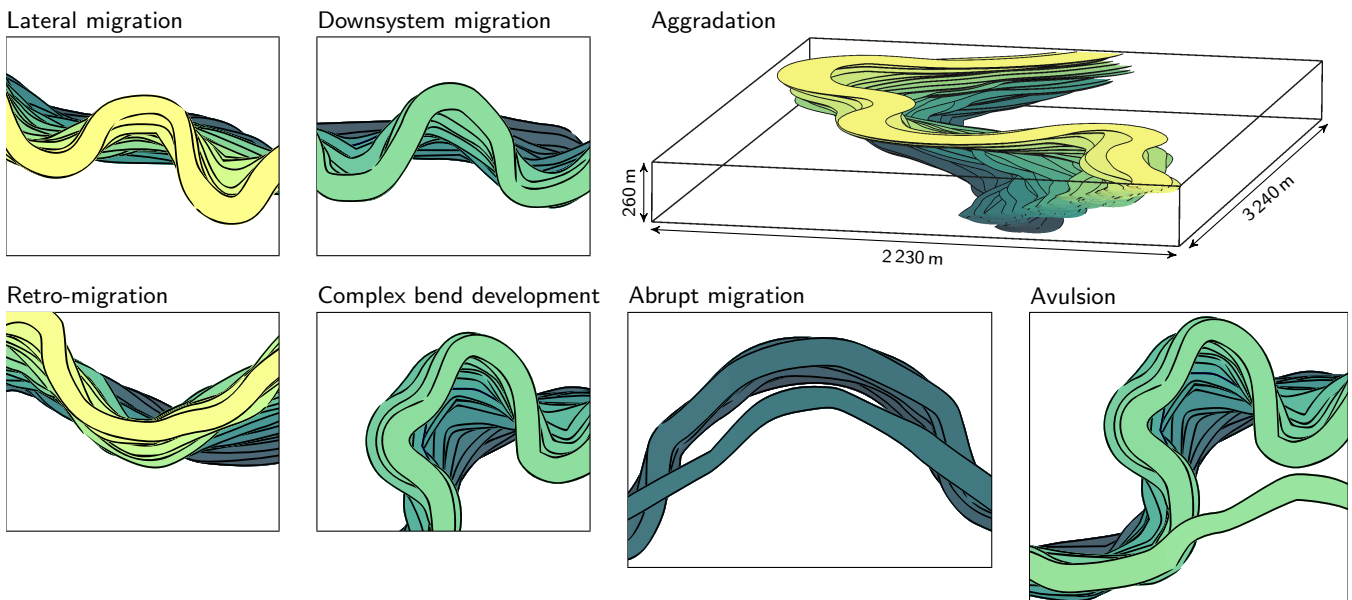 Lateral migration
Downsystem migration
Aggradation
260 m
2 230 m
3 240 m
Retro-migration
Complex bend development
Abrupt migration
Avulsion